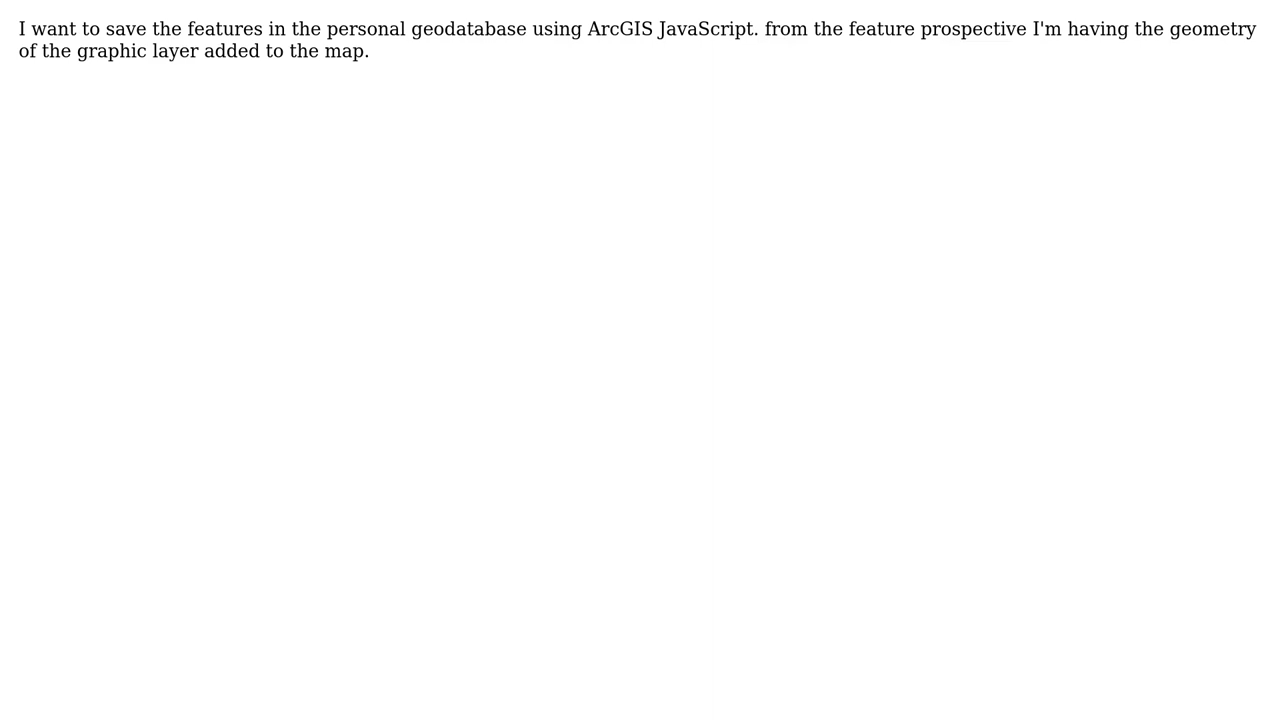 I want to save the features in the personal geodatabase using ArcGIS JavaScript. from the feature prospective I'm having the geometry
of the graphic layer added to the map.